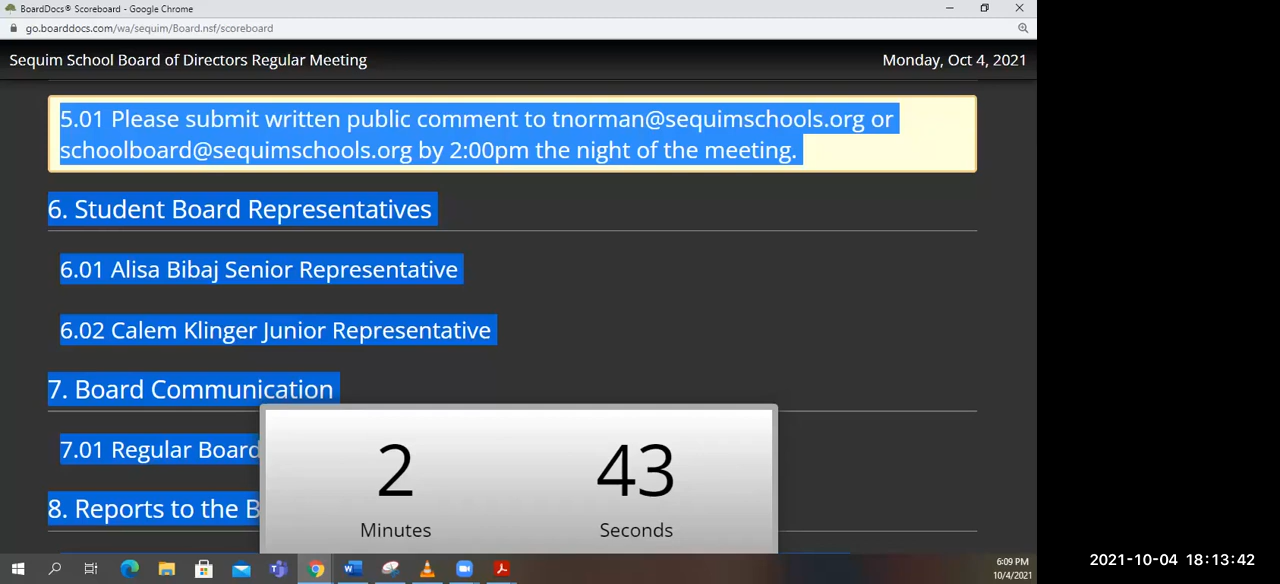 BoardDocs® Scoreboard - Google Chrome
go.boarddocs.com/wa/sequim/Board.nsf/scoreboard
Sequim School Board of Directors Regular Meeting
Monday, Oct 4, 2021
5.01 Please submit written public comment to tnorman@sequimschools.org or
schoolboard@sequimschools.org by 2:00pm the night of the meeting.
6. Student Board Representatives
6.01 Alisa Bibaj Senior Representative
6.02 Calem Klinger Junior Representative
7. Board Communication
7.01 Regular Board
8. Reports to the B
2 43
Minutes Seconds
6:09 PM
10/4/2021
2021-10-04 18:13:42